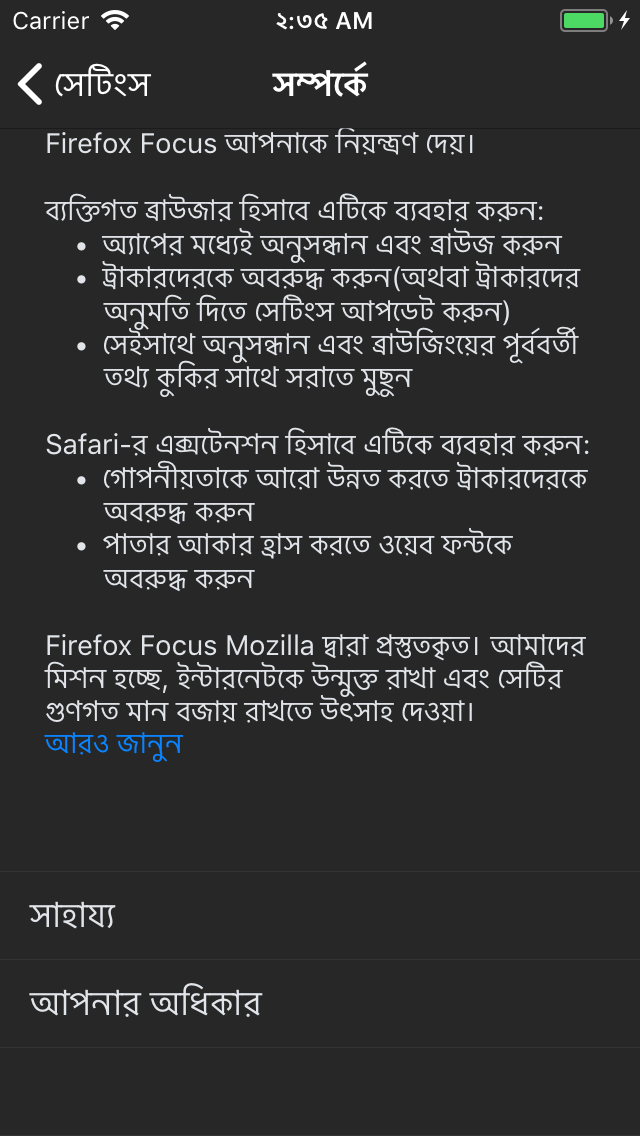 Carrier ২:৩৫ AM
সেটিংস সম্পর্কে
Firefox Focus আপনাকে নিয়ন্ত্রণ দেয়।
ব্যক্তিগত ব্রাউজার হিসাবে এটিকে ব্যবহার করুন:
• অ্যাপের মধ্যেই অনুসন্ধান এবং ব্রাউজ করুন
• ট্রাকারদেরকে অবরুদ্ধ করুন(অথবা ট্রাকারদের
অনুমতি দিতে সেটিংস আপডেট করুন)
• সেইসাথে অনুসন্ধান এবং ব্রাউজিংয়ের পূর্ববর্তী
তথ্য কুকির সাথে সরাতে মুছুন
Safari-র এক্সটেনশন হিসাবে এটিকে ব্যবহার করুন:
• গোপনীয়তাকে আরো উন্নত করতে ট্রাকারদেরকে
অবরুদ্ধ করুন
• পাতার আকার হ্রাস করতে ওয়েব ফন্টকে
অবরুদ্ধ করুন
Firefox Focus Mozilla দ্বারা প্রস্তুতকৃত। আমাদের
মিশন হচ্ছে, ইন্টারনেটকে উন্মুক্ত রাখা এবং সেটির
গুণগত মান বজায় রাখতে উৎসাহ দেওয়া।
আরও জানুন
সাহায্য
আপনার অধিকার